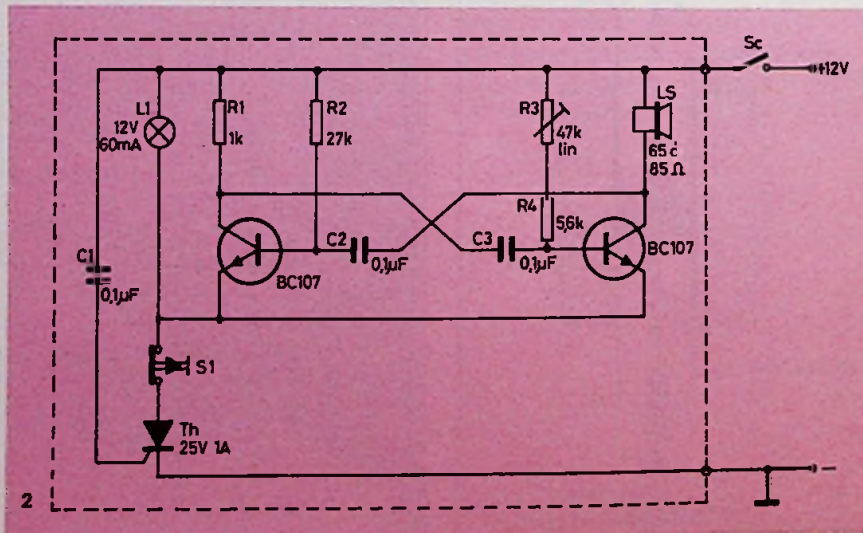 Sc
+12V
L1
12V
60mA
R1
1k
R2
27k
R3
47k
lin
LS
65 à
85Ω
R4
5,6k
C1
0,1µF
BC107
C2
0,1µF
C3
0,1µF
BC107
S1
Th
25V 1A
-
2